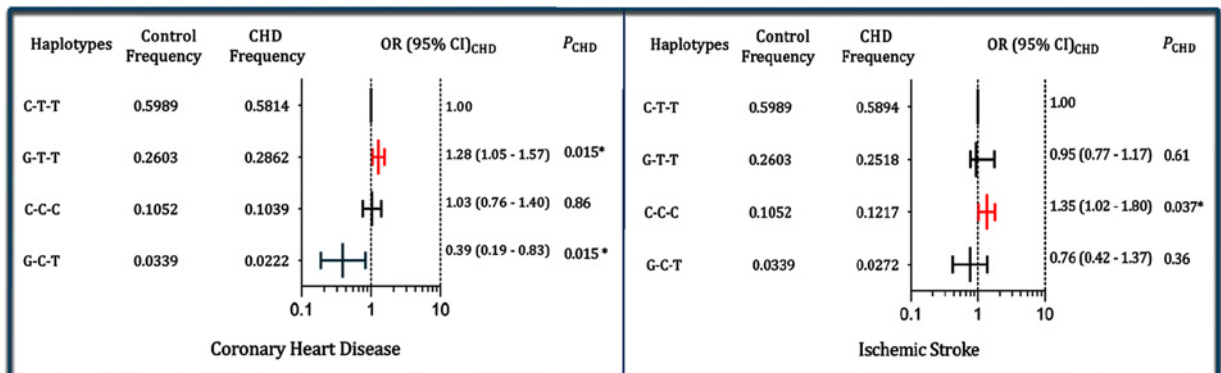 Haplotypes Control Frequency CHD Frequency OR (95% CI)CHD PCHD
C-T-T 0.5989 0.5814 1.00
G-T-T 0.2603 0.2862 1.28 (1.05 - 1.57) 0.015*
C-C-C 0.1052 0.1039 1.03 (0.76 - 1.40) 0.86
G-C-T 0.0339 0.0222 0.39 (0.19 - 0.83) 0.015 *
0.1 1 10
Coronary Heart Disease
Haplotypes Control Frequency CHD Frequency OR (95% CI)CHD PCHD
C-T-T 0.5989 0.5894 1.00
G-T-T 0.2603 0.2518 0.95 (0.77 - 1.17) 0.61
C-C-C 0.1052 0.1217 1.35 (1.02 - 1.80) 0.037*
G-C-T 0.0339 0.0272 0.76 (0.42 - 1.37) 0.36
0.1 1 10
Ischemic Stroke